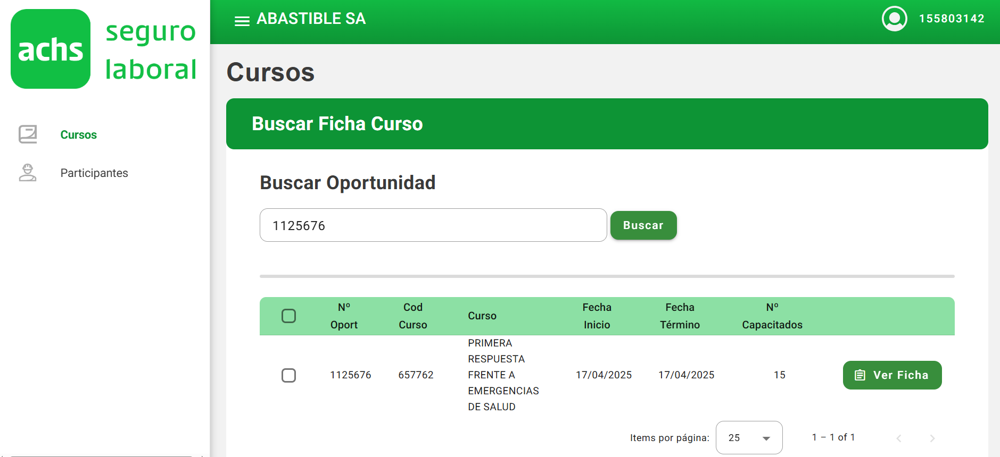 achs
seguro
laboral
ABASTIBLE SA
155803142
Cursos
Participantes
Cursos
Buscar Ficha Curso
Buscar Oportunidad
1125676
Buscar
Nº Oport
Cod Curso
Curso
Fecha Inicio
Fecha Término
Nº Capacitados
1125676
657762
PRIMERA
RESPUESTA
FRENTE A
EMERGENCIAS
DE SALUD
17/04/2025
17/04/2025
15
Ver Ficha
Items por página:
25
1 – 1 of 1